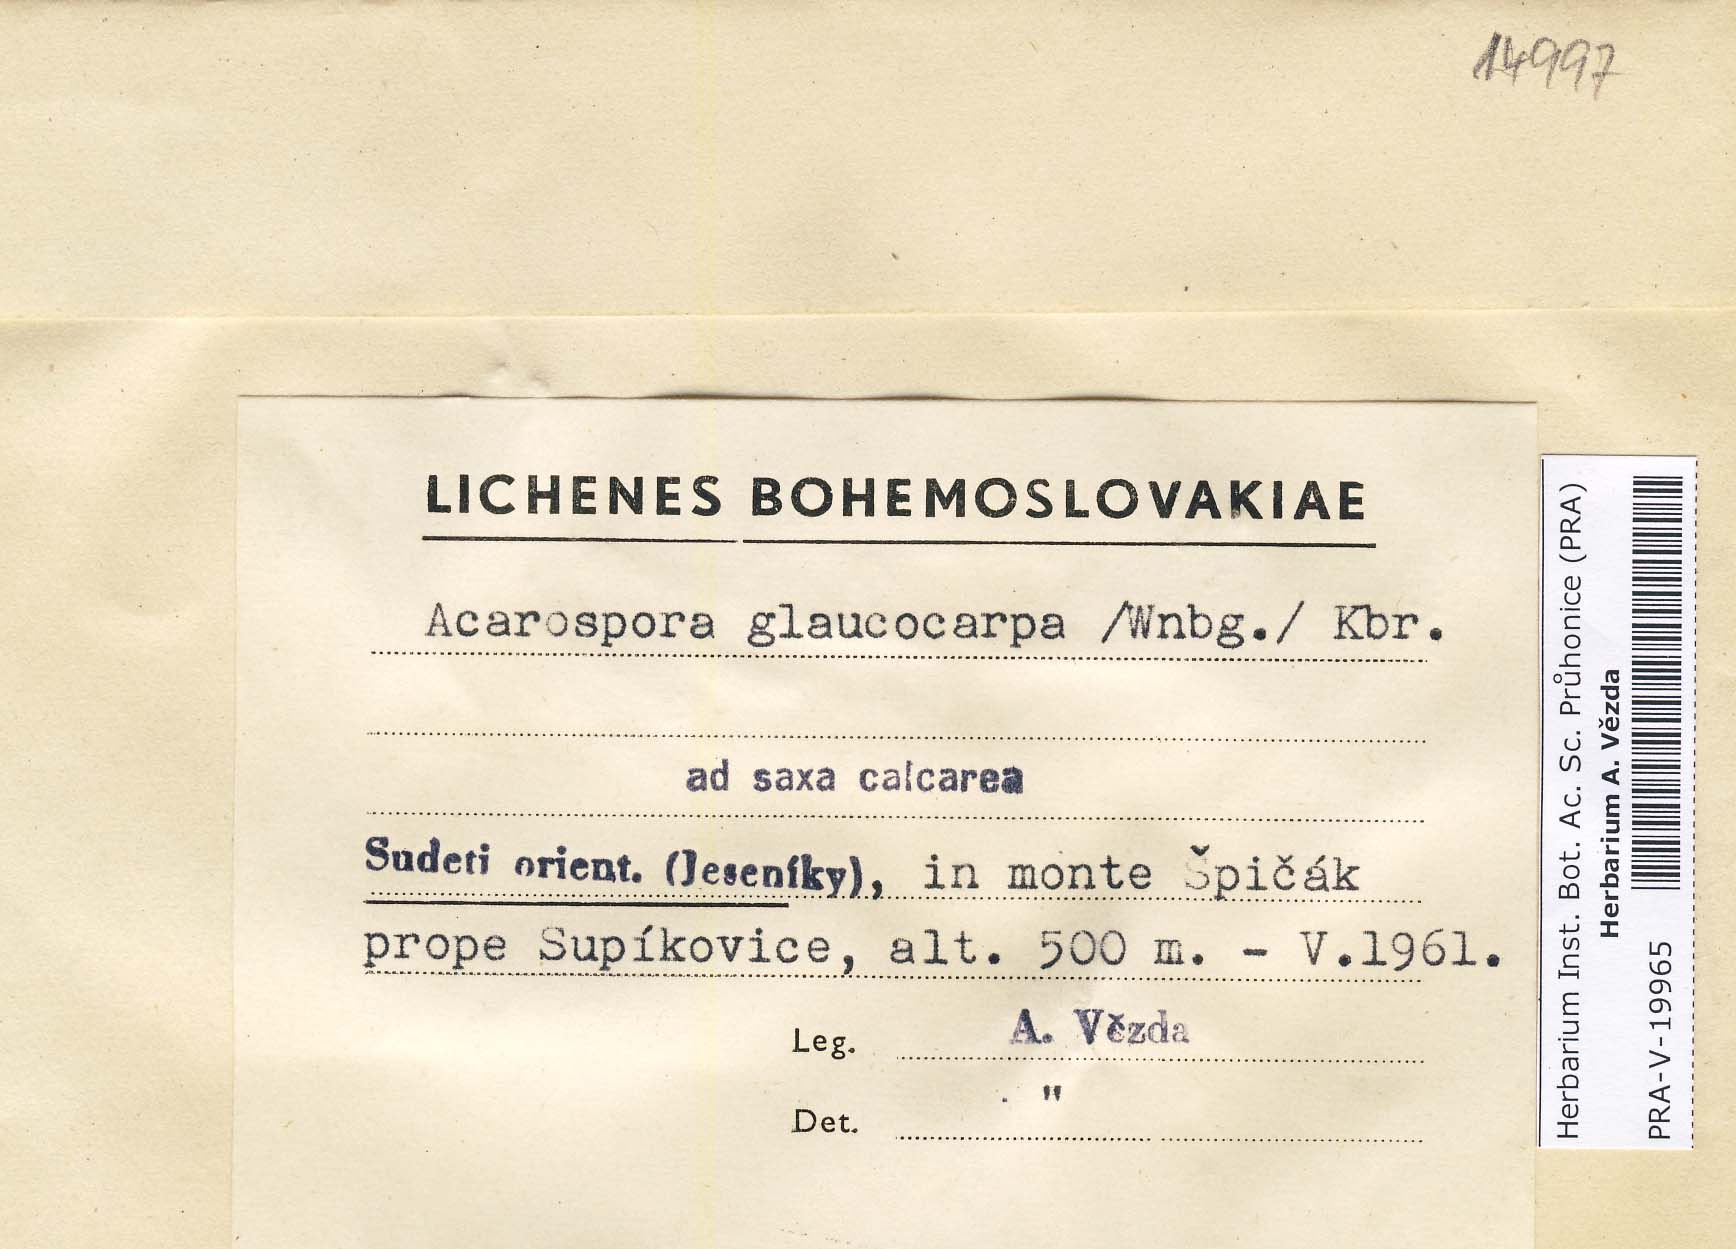 14997
LICHENES BOHEMOSLOVAKIAE
Acarospora glaucocarpa /Wnbg./ Kbr.
ad saxa calcarea
Sudeti orient. (Jeseníky), in monte Špičák
prope Supíkovice, alt. 500 m. - V.1961.
Leg. A. Vězda
Det. "
Herbarium Inst. Bot. Ac. Sc. Průhonice (PRA)
Herbarium A. Vězda
PRA-V-19965